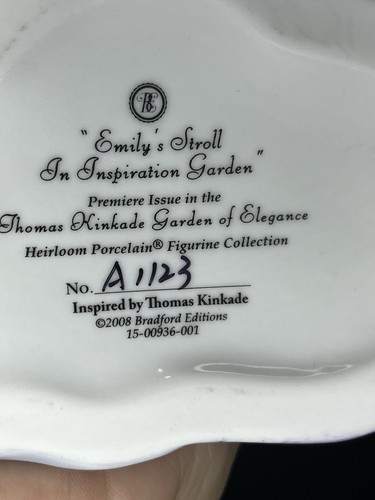 BE
"Emily's Stroll
In Inspiration Garden"
Premiere Issue in the
Thomas Kinkade Garden of Elegance
Heirloom Porcelain® Figurine Collection
No. A1123
Inspired by Thomas Kinkade
©2008 Bradford Editions
15-00936-001